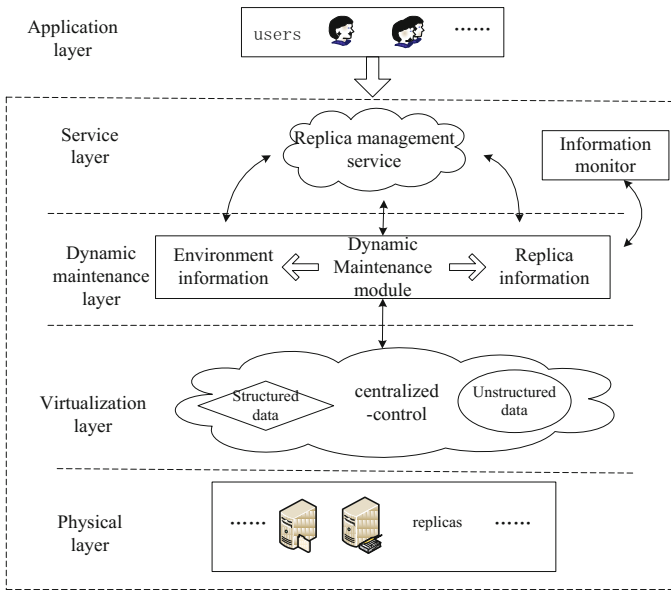 Application
layer
users
······
Service
layer
Replica management
service
Information
monitor
Dynamic
maintenance
layer
Environment
information
Dynamic
Maintenance
module
Replica
information
Virtualization
layer
Structured
data
centralized
-control
Unstructured
data
Physical
layer
······
replicas
······